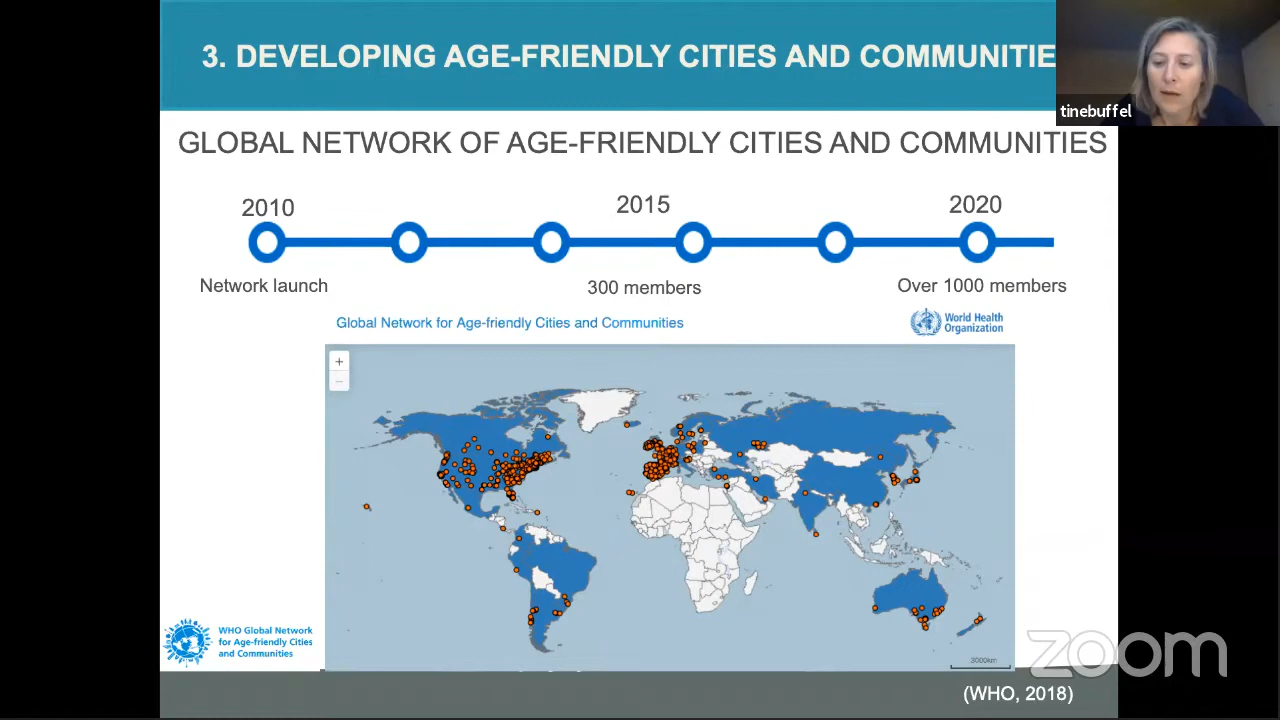 3. DEVELOPING AGE-FRIENDLY CITIES AND COMMUNITIE
tinebuffel
GLOBAL NETWORK OF AGE-FRIENDLY CITIES AND COMMUNITIES
2010
2015
2020
Network launch
300 members
Over 1000 members
Global Network for Age-friendly Cities and Communities
World Health
Organization
+
−
WHO Global Network
for Age-friendly Cities
and Communities
3000km
zoom
(WHO, 2018)